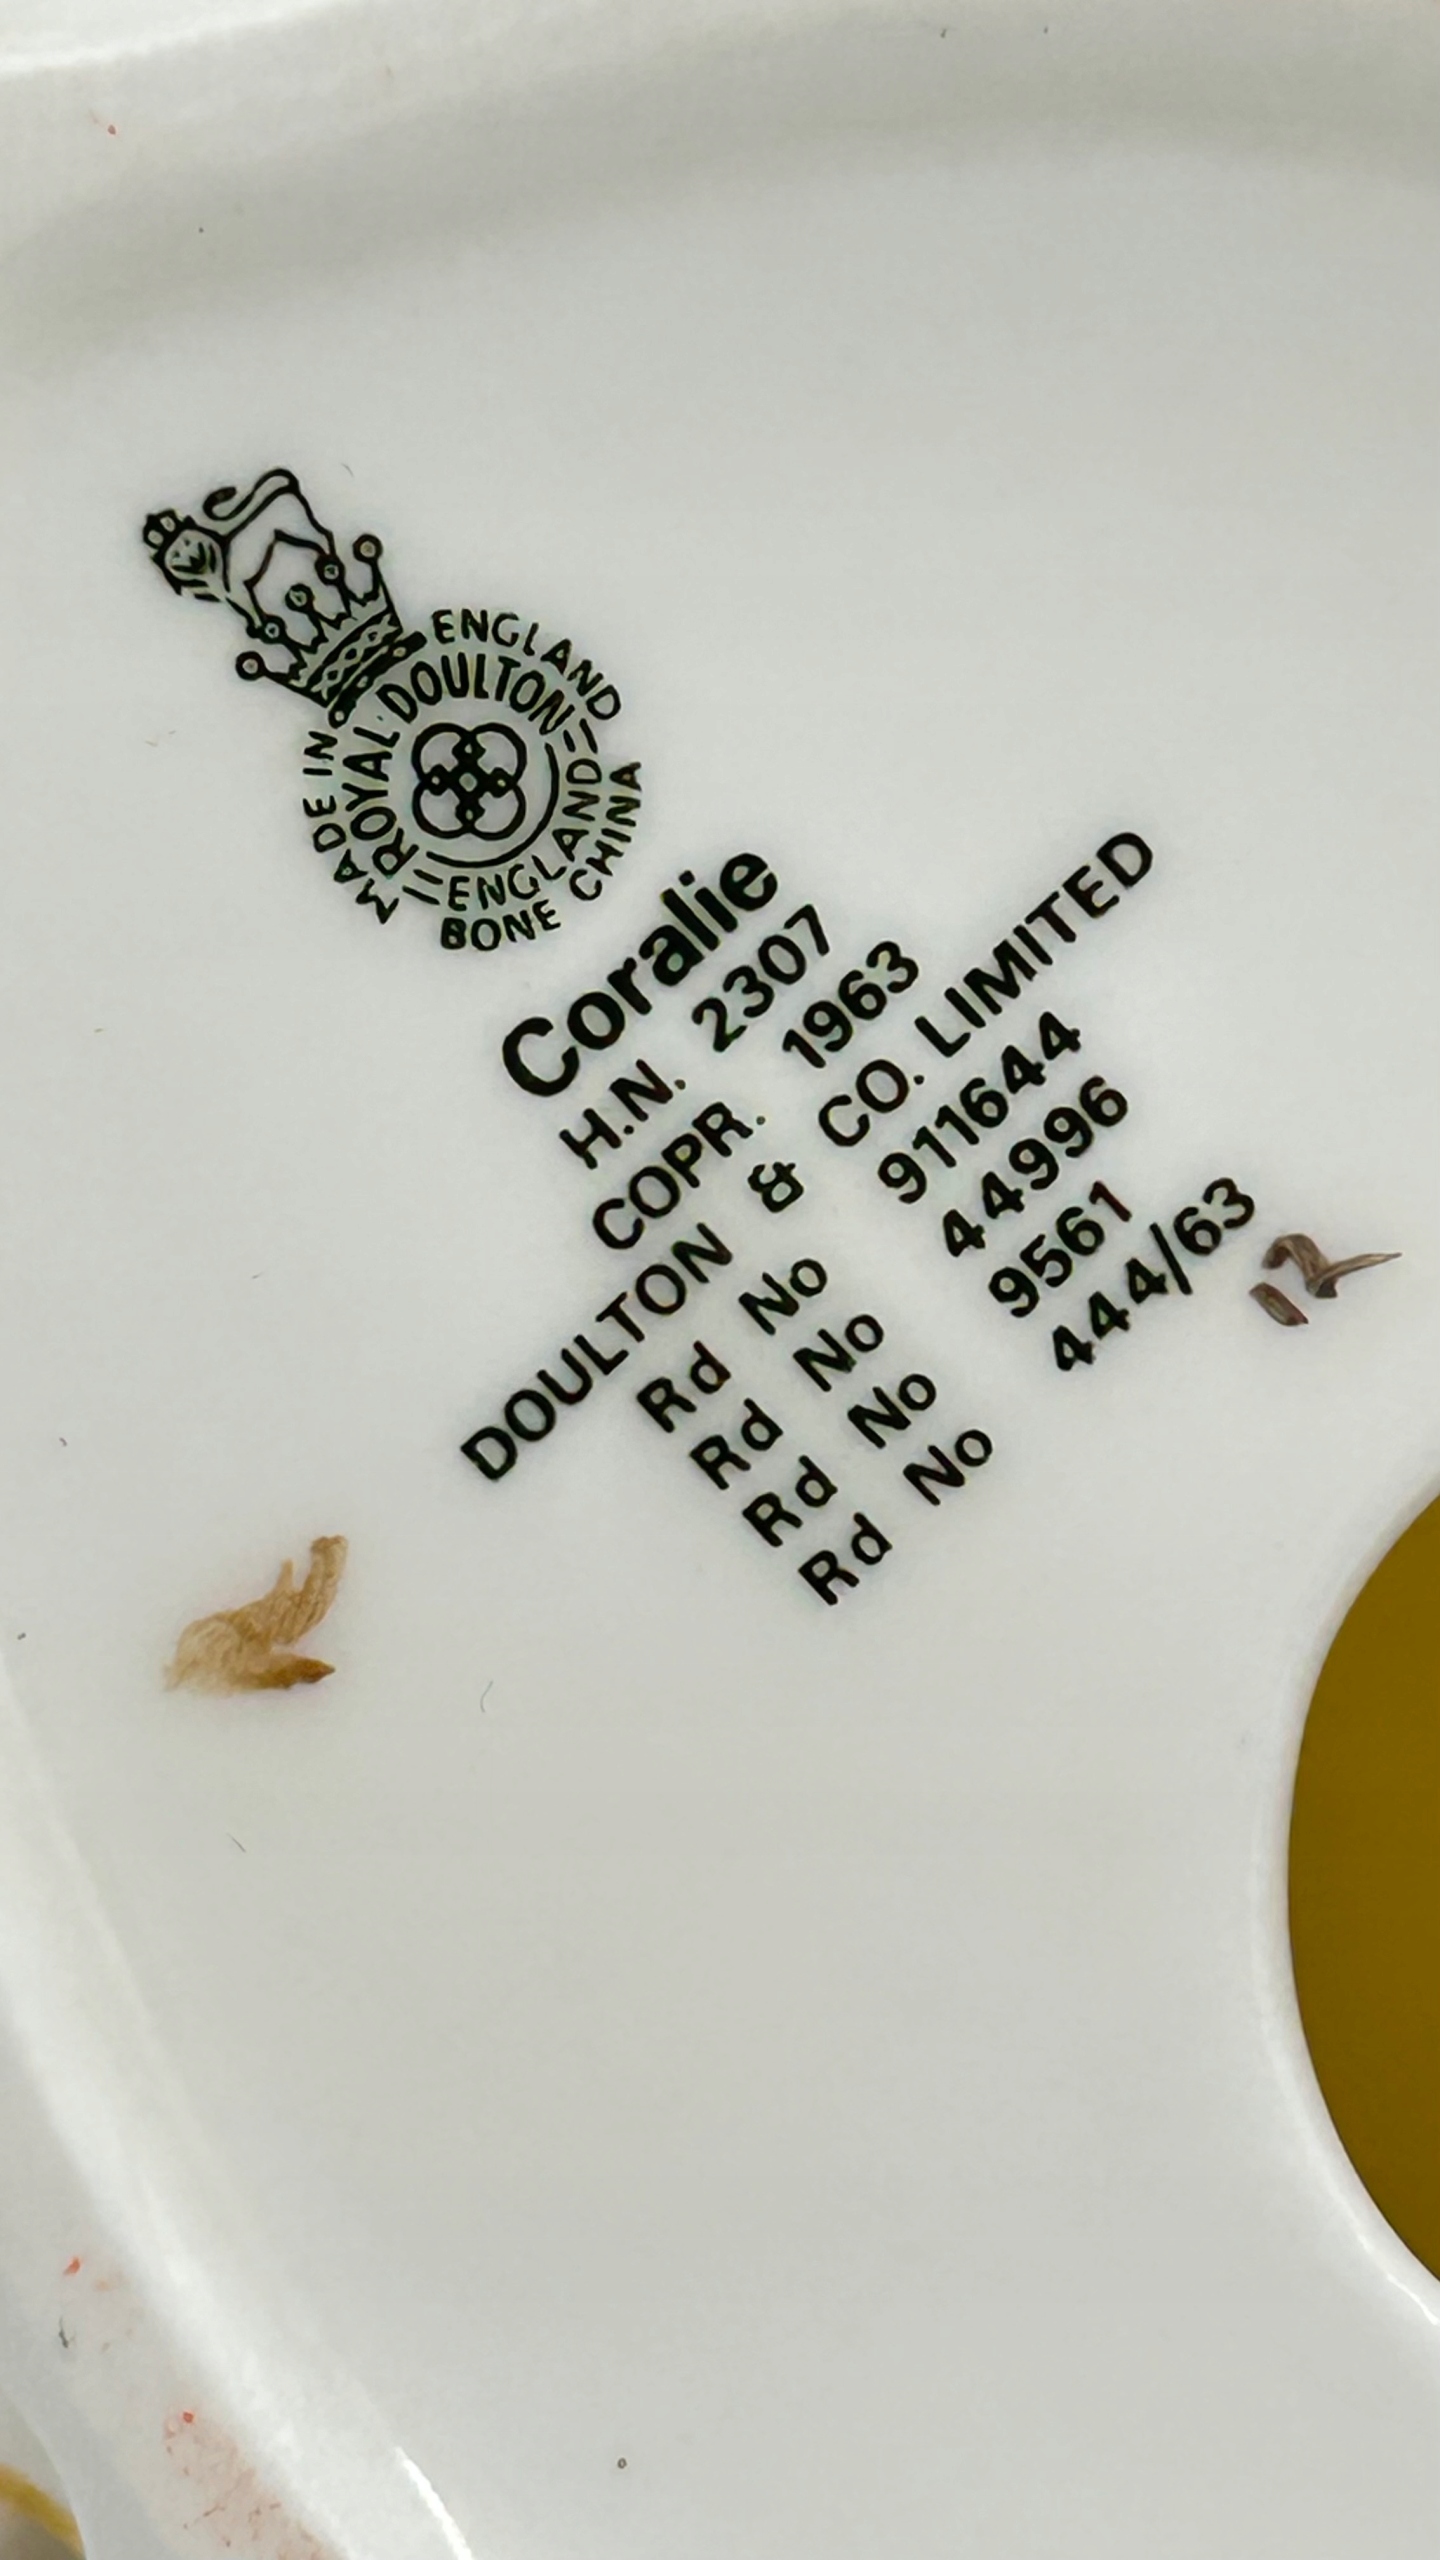 MADE IN ENGLAND
ROYAL DOULTON
ENGLAND
BONE CHINA
Coralie
H.N. 2307
COPR. 1963
DOULTON & CO. LIMITED
Rd No 911644
Rd No 44996
Rd No 9561
Rd No 444/63